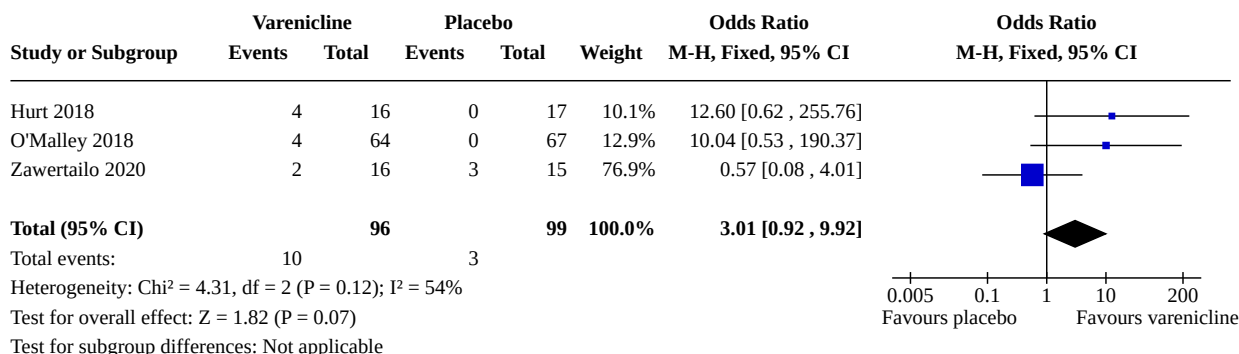 Varenicline Placebo Odds Ratio Odds Ratio
Study or Subgroup Events Total Events Total Weight M-H, Fixed, 95% CI M-H, Fixed, 95% CI
Hurt 2018 4 16 0 17 10.1% 12.60 [0.62 , 255.76]
O'Malley 2018 4 64 0 67 12.9% 10.04 [0.53 , 190.37]
Zawertailo 2020 2 16 3 15 76.9% 0.57 [0.08 , 4.01]
Total (95% CI) 96 99 100.0% 3.01 [0.92 , 9.92]
Total events: 10 3
Heterogeneity: Chi² = 4.31, df = 2 (P = 0.12); I² = 54%
Test for overall effect: Z = 1.82 (P = 0.07)
Test for subgroup differences: Not applicable
0.005 0.1 1 10 200
Favours placebo Favours varenicline